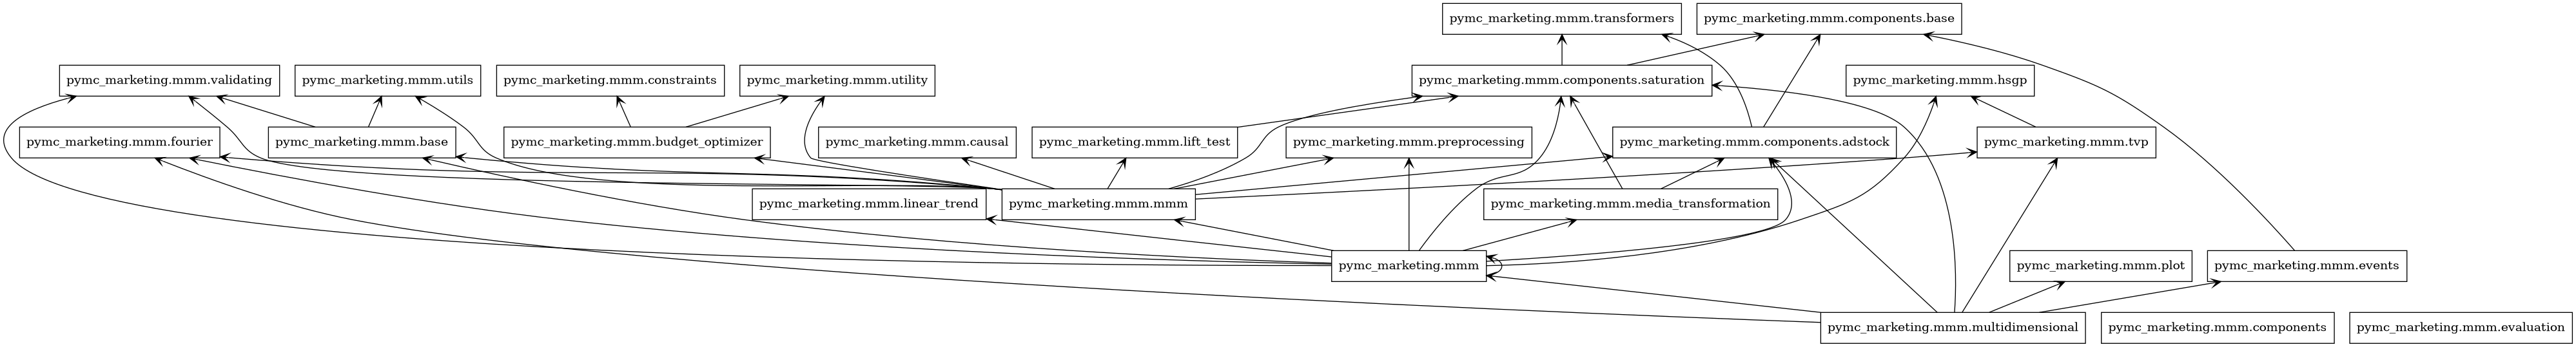 pymc_marketing.mmm.transformers
pymc_marketing.mmm.components.base
pymc_marketing.mmm.validating
pymc_marketing.mmm.utils
pymc_marketing.mmm.constraints
pymc_marketing.mmm.utility
pymc_marketing.mmm.components.saturation
pymc_marketing.mmm.hsgp
pymc_marketing.mmm.fourier
pymc_marketing.mmm.base
pymc_marketing.mmm.budget_optimizer
pymc_marketing.mmm.causal
pymc_marketing.mmm.lift_test
pymc_marketing.mmm.preprocessing
pymc_marketing.mmm.components.adstock
pymc_marketing.mmm.tvp
pymc_marketing.mmm.linear_trend
pymc_marketing.mmm.mmm
pymc_marketing.mmm.media_transformation
pymc_marketing.mmm
pymc_marketing.mmm.plot
pymc_marketing.mmm.events
pymc_marketing.mmm.multidimensional
pymc_marketing.mmm.components
pymc_marketing.mmm.evaluation